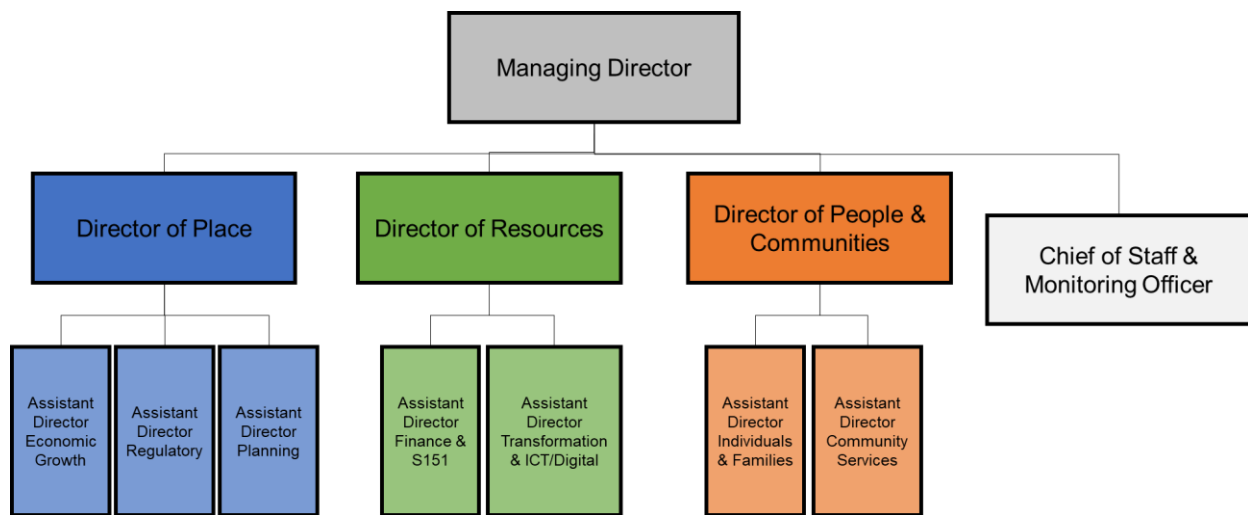 Managing Director
Director of Place
Director of Resources
Director of People &
Communities
Chief of Staff &
Monitoring Officer
Assistant
Director
Economic
Growth
Assistant
Director
Regulatory
Assistant
Director
Planning
Assistant
Director
Finance &
S151
Assistant
Director
Transformation
& ICT/Digital
Assistant
Director
Individuals
& Families
Assistant
Director
Community
Services